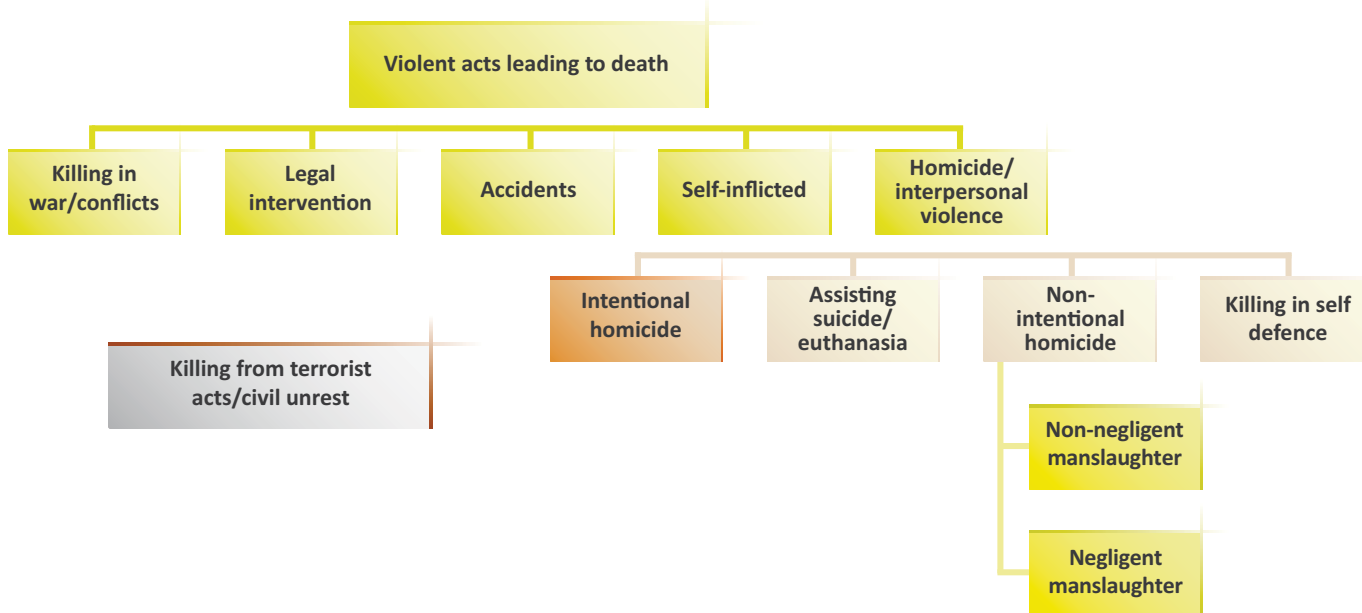 Violent acts leading to death
Killing in
war/conflicts
Legal
intervention
Accidents
Self-inflicted
Homicide/
interpersonal
violence
Intentional
homicide
Assisting
suicide/
euthanasia
Non-
intentional
homicide
Killing in self
defence
Killing from terrorist
acts/civil unrest
Non-negligent
manslaughter
Negligent
manslaughter